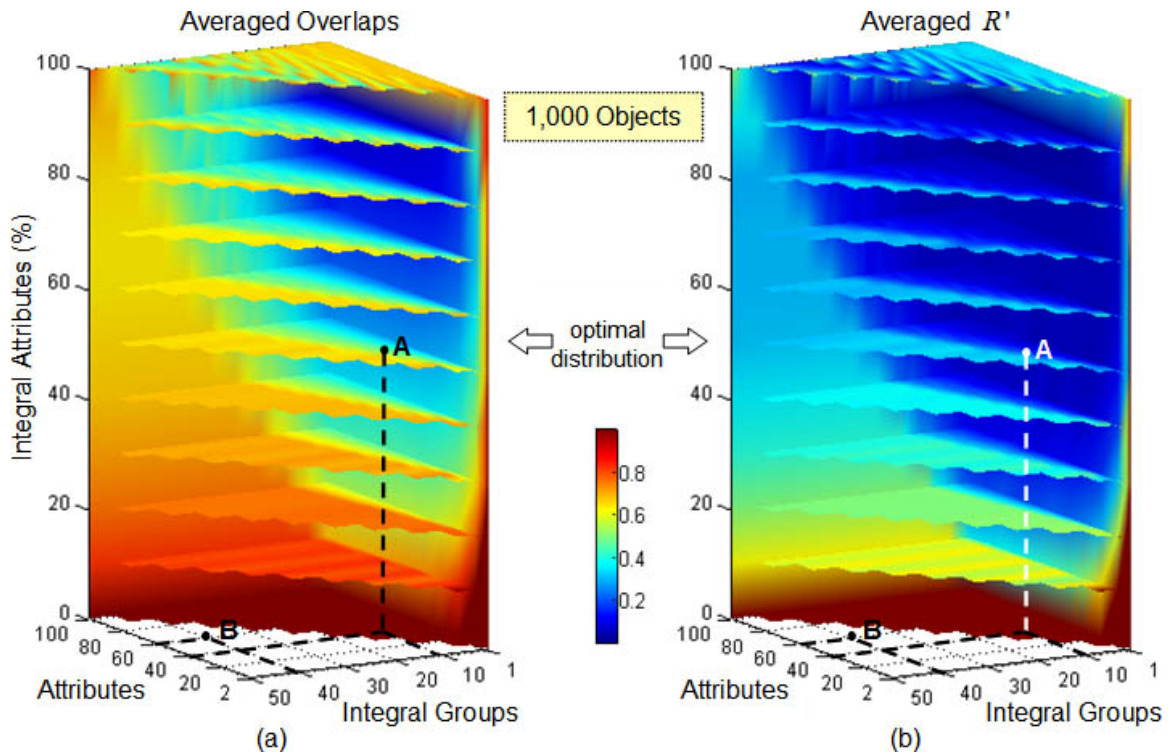 Averaged Overlaps
Averaged R'
1,000 Objects
Integral Attributes (%)
100
80
60
40
20
0
A
B
100
80
60
40
20
2
50
40
30
20
10
1
Attributes
Integral Groups
(a)
optimal
distribution
0.8
0.6
0.4
0.2
100
80
60
40
20
0
A
B
100
80
60
40
20
2
50
40
30
20
10
1
Attributes
Integral Groups
(b)